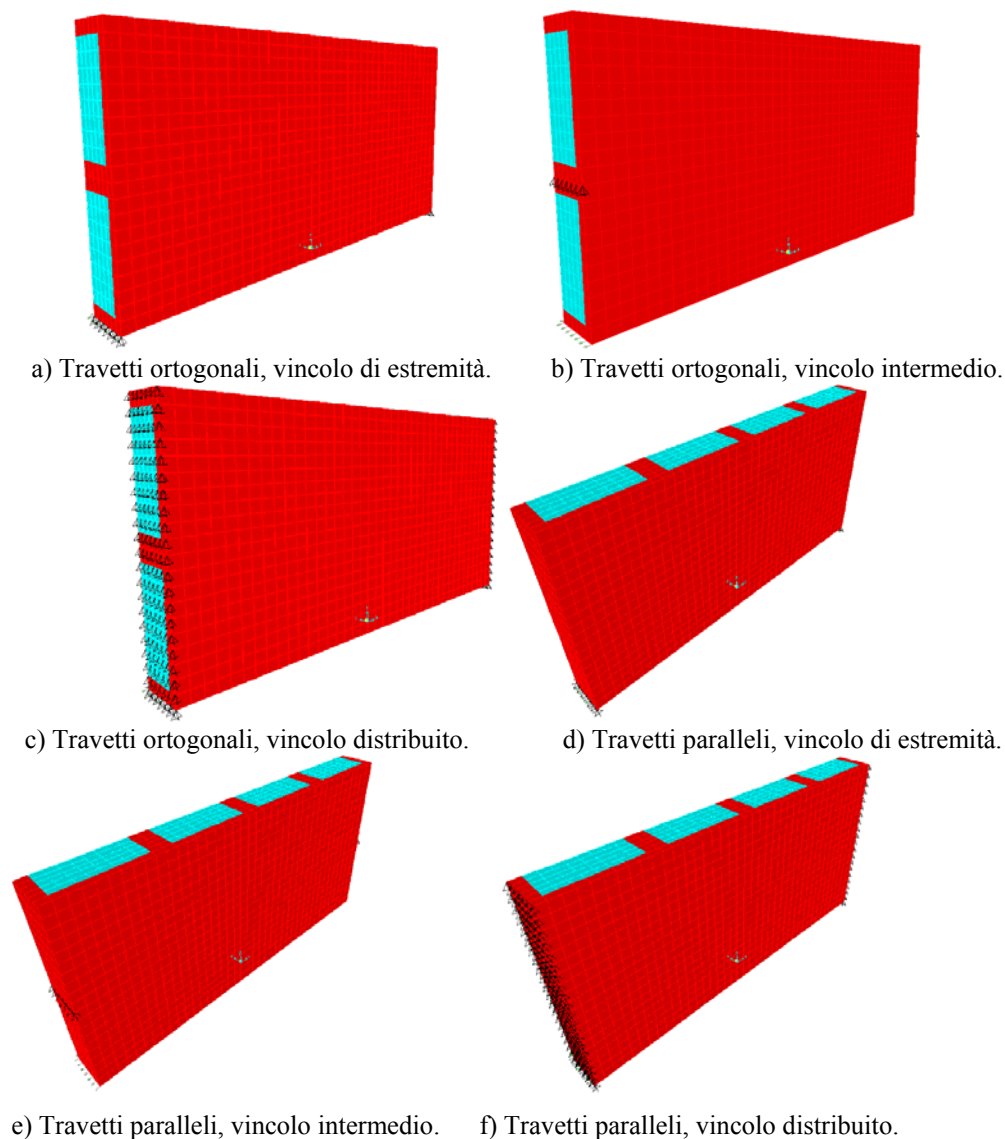 a) Travetti ortogonali, vincolo di estremità.
b) Travetti ortogonali, vincolo intermedio.
c) Travetti ortogonali, vincolo distribuito.
d) Travetti paralleli, vincolo di estremità.
e) Travetti paralleli, vincolo intermedio.
f) Travetti paralleli, vincolo distribuito.